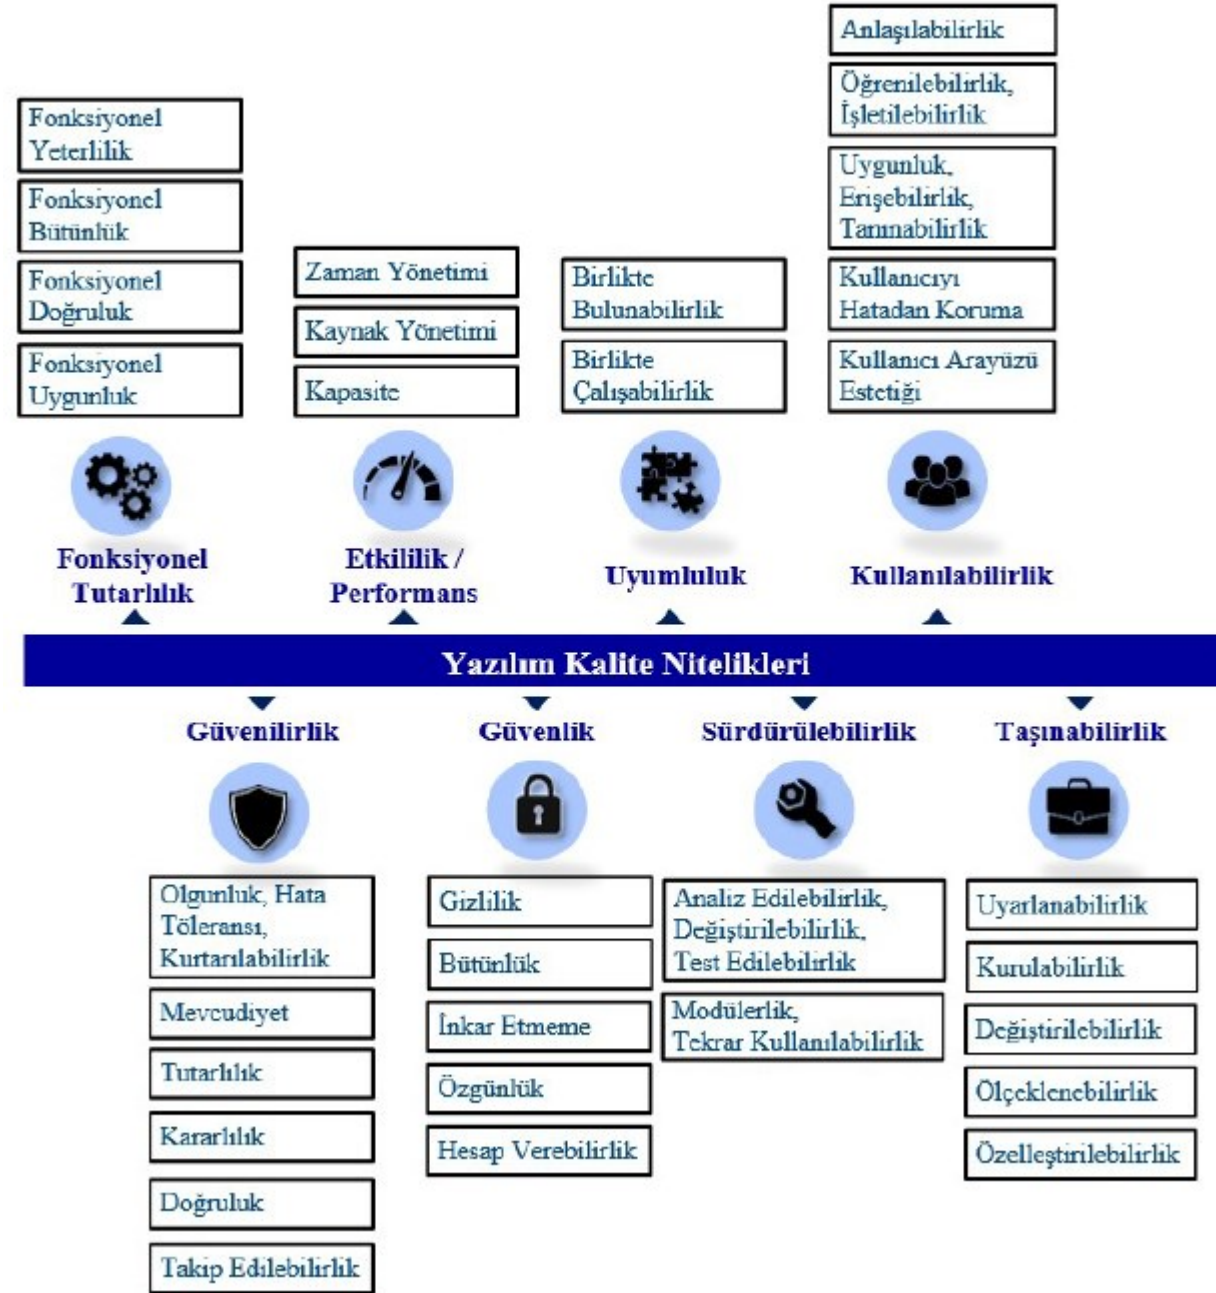 Fonksiyonel
Yeterlilik
Fonksiyonel
Bütünlük
Fonksiyonel
Doğruluk
Fonksiyonel
Uygunluk
Fonksiyonel
Tutarlılık
Zaman Yönetimi
Kaynak Yönetimi
Kapasite
Etkililik /
Performans
Birlikte
Bulunabilirlik
Birlikte
Çalışabilirlik
Uyumluluk
Anlaşılabilirlik
Öğrenilebilirlik,
İşletilebilirlik
Uygunluk,
Erişebilirlik,
Tanınabilirlik
Kullanıcıyı
Hatadan Koruma
Kullanıcı Arayüzü
Estetiği
Kullanılabilirlik
Yazılım Kalite Nitelikleri
Güvenilirlik
Olgunluk, Hata
Töleransı,
Kurtarılabilirlik
Mevcudiyet
Tutarlılık
Kararlılık
Doğruluk
Takip Edilebilirlik
Güvenlik
Gizlilik
Bütünlük
İnkar Etmeme
Özgünlük
Hesap Verebilirlik
Sürdürülebilirlik
Analiz Edilebilirlik,
Değiştirilebilirlik,
Test Edilebilirlik
Modülerlik,
Tekrar Kullanılabilirlik
Taşınabilirlik
Uyarlanabilirlik
Kurulabilirlik
Değiştirilebilirlik
Ölçeklenebilirlik
Özelleştirilebilirlik